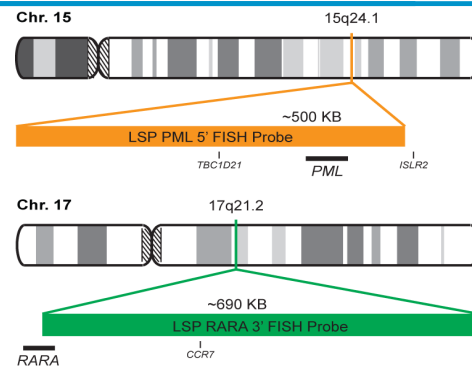 Chr. 15
15q24.1
~500 KB
LSP PML 5' FISH Probe
TBC1D21
PML
ISLR2
Chr. 17
17q21.2
~690 KB
LSP RARA 3' FISH Probe
RARA
CCR7